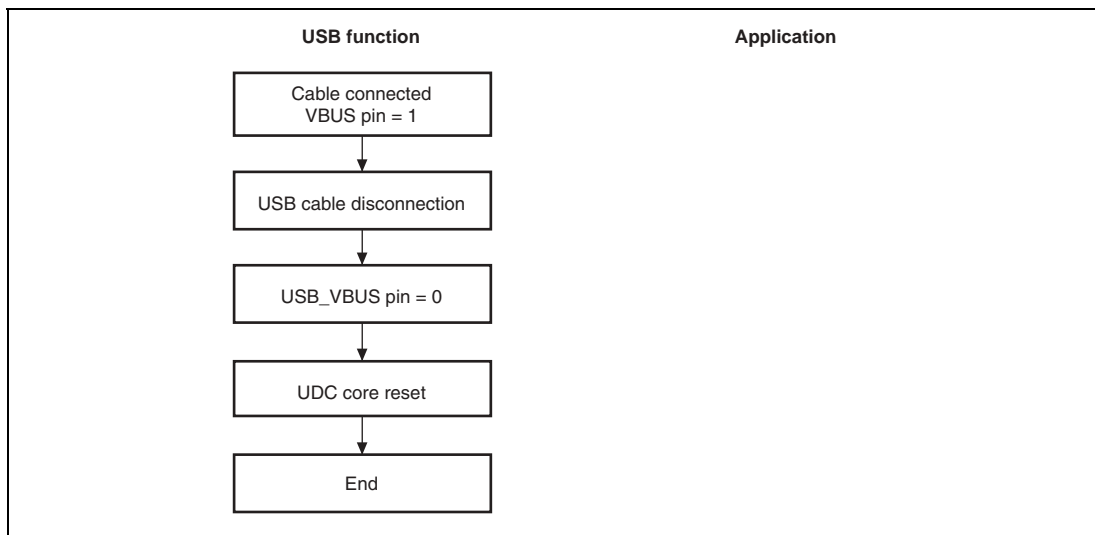 USB function
Application
Cable connected
VBUS pin = 1
USB cable disconnection
USB_VBUS pin = 0
UDC core reset
End